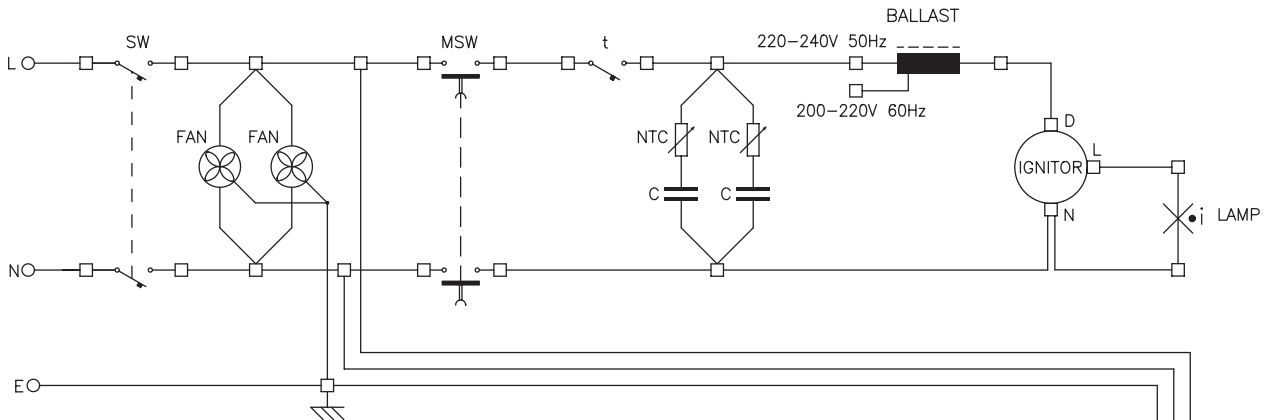 BALLAST
SW
MSW
t
220-240V 50Hz
L
200-220V 60Hz
D
FAN
FAN
NTC
NTC
L
IGNITOR
C
C
N
i
LAMP
N
E